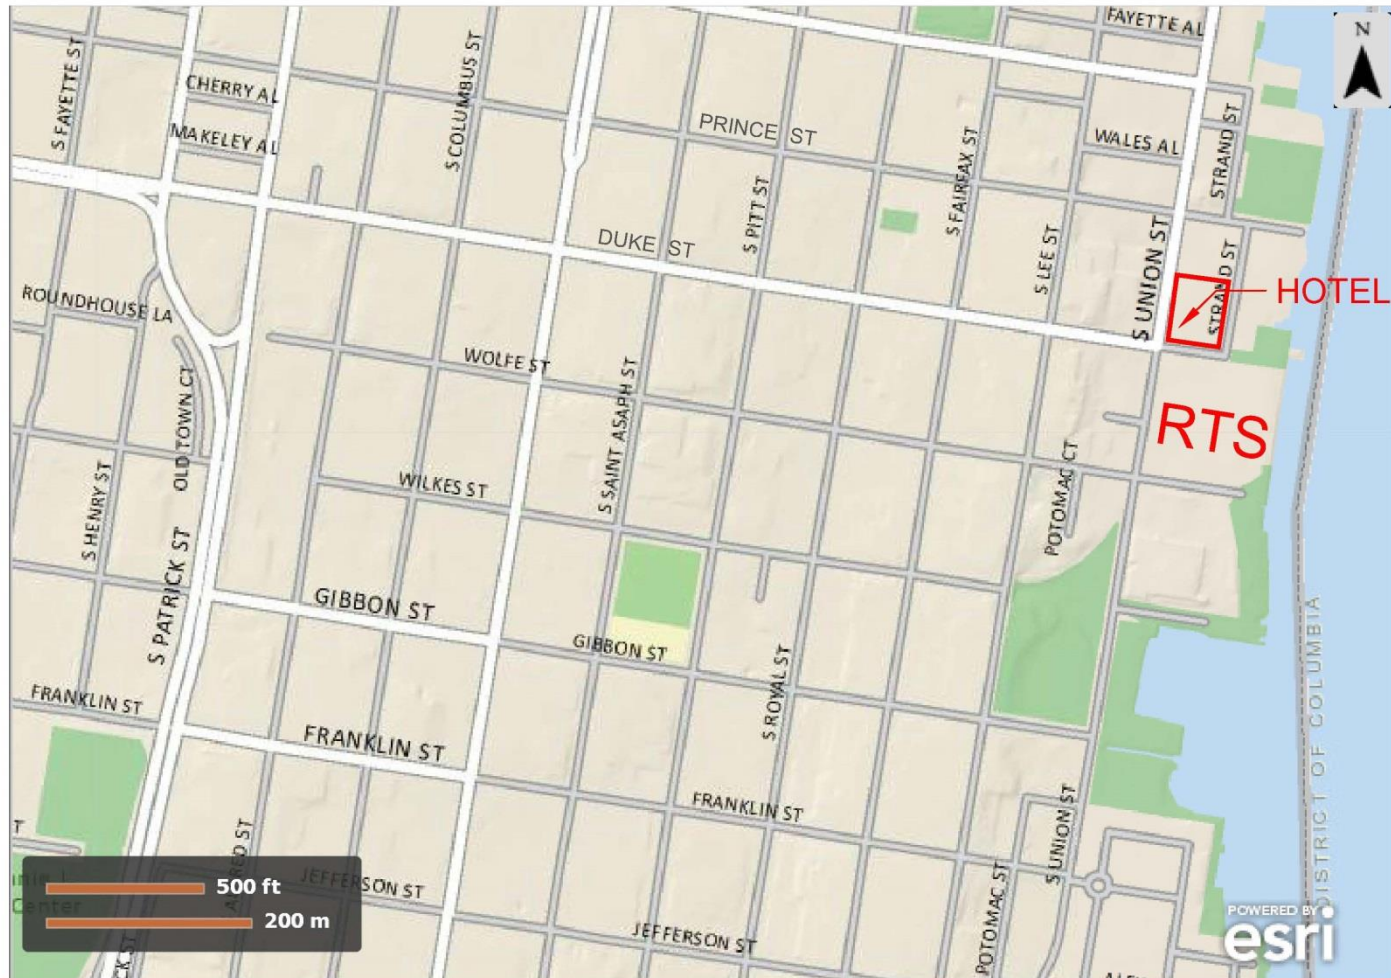 FAYETTE AL
N
S FAYETTE ST
CHERRY AL
S COLUMBUS ST
MAKELEY AL
PRINCE ST
S FAIRFAX ST
WALES AL
STRAND ST
S PITT ST
DUKE ST
S LEE ST
S UNION ST
STRAND ST
HOTEL
ROUNDHOUSE LA
WOLFE ST
OLD TOWN CT
S SAINT ASAPH ST
RTS
S HENRY ST
WILKES ST
POTOMAC CT
S PATRICK ST
GIBBON ST
GIBBON ST
S ROYAL ST
DISTRICT OF COLUMBIA
FRANKLIN ST
FRANKLIN ST
FRANKLIN ST
S UNION ST
POTOMAC ST
JEFFERSON ST
JEFFERSON ST
500 ft
200 m
Center
POWERED BY
esri